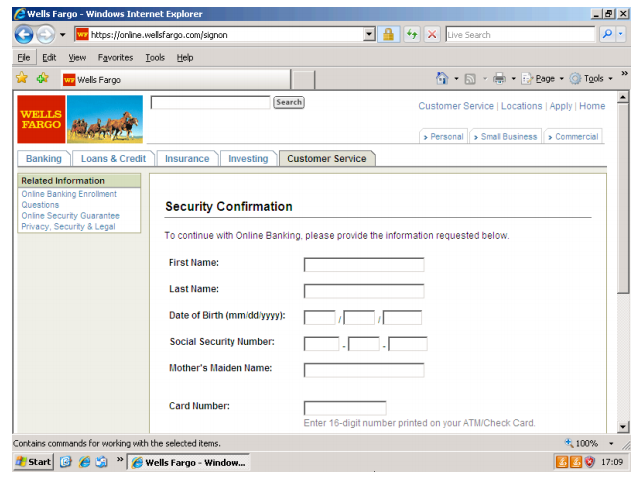 Wells Fargo - Windows Internet Explorer
https://online.wellsfargo.com/signon
Live Search
File Edit View Favorites Tools Help
Wells Fargo
Page Tools »
WELLS
FARGO
Search
Customer Service | Locations | Apply | Home
Personal Small Business Commercial
Banking Loans & Credit Insurance Investing Customer Service
Related Information
Online Banking Enrollment
Questions
Online Security Guarantee
Privacy, Security & Legal
Security Confirmation
To continue with Online Banking, please provide the information requested below.
First Name:
Last Name:
Date of Birth (mm/dd/yyyy): / /
Social Security Number: - -
Mother's Maiden Name:
Card Number:
Enter 16-digit number printed on your ATM/Check Card.
Contains commands for working with the selected items.
100%
Start » Wells Fargo - Window... 17:09